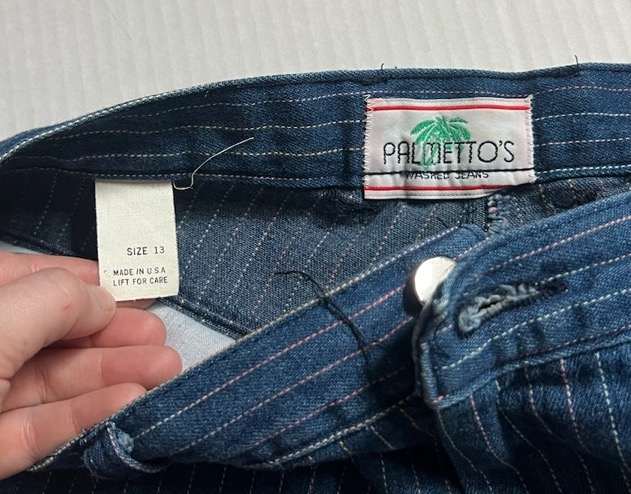 PALMETTO'S
WASHED JEANS
SIZE 13
MADE IN U.S.A
LIFT FOR CARE